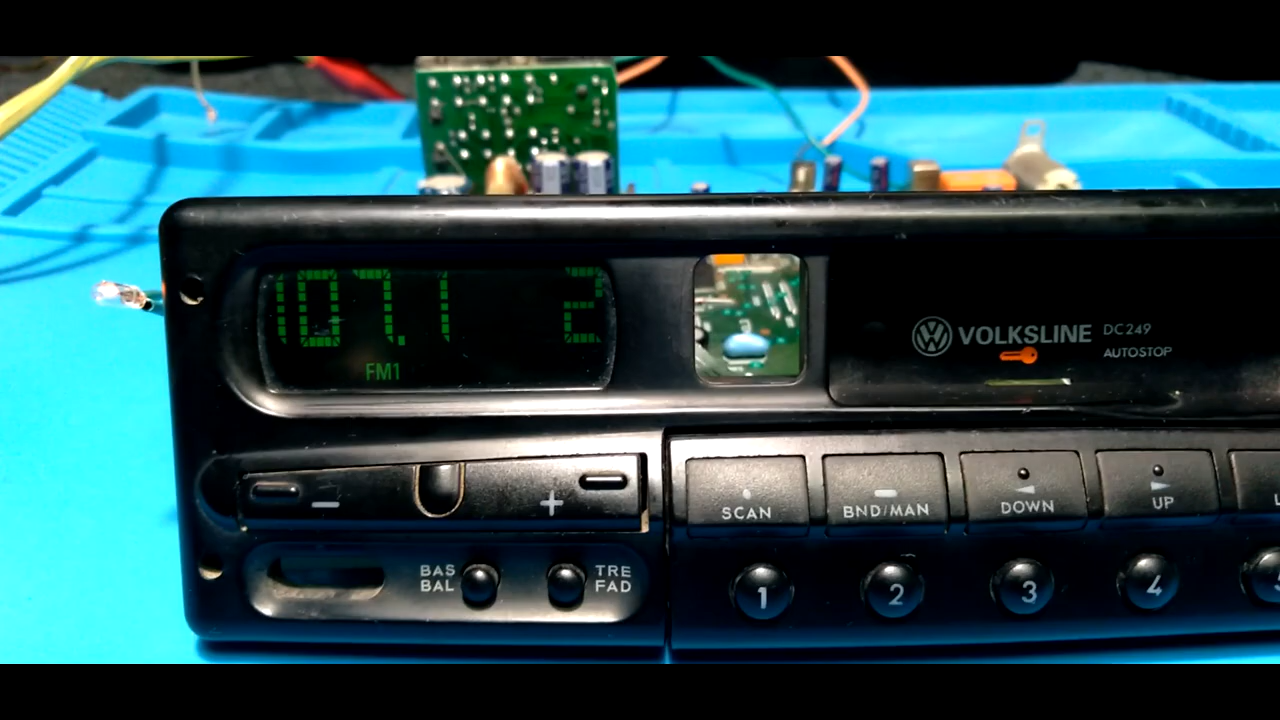 107.1 2
FM1
VOLKSLINE DC249
AUTOSTOP
SCAN BND/MAN DOWN UP
BAS TRE
BAL FAD
1 2 3 4 5